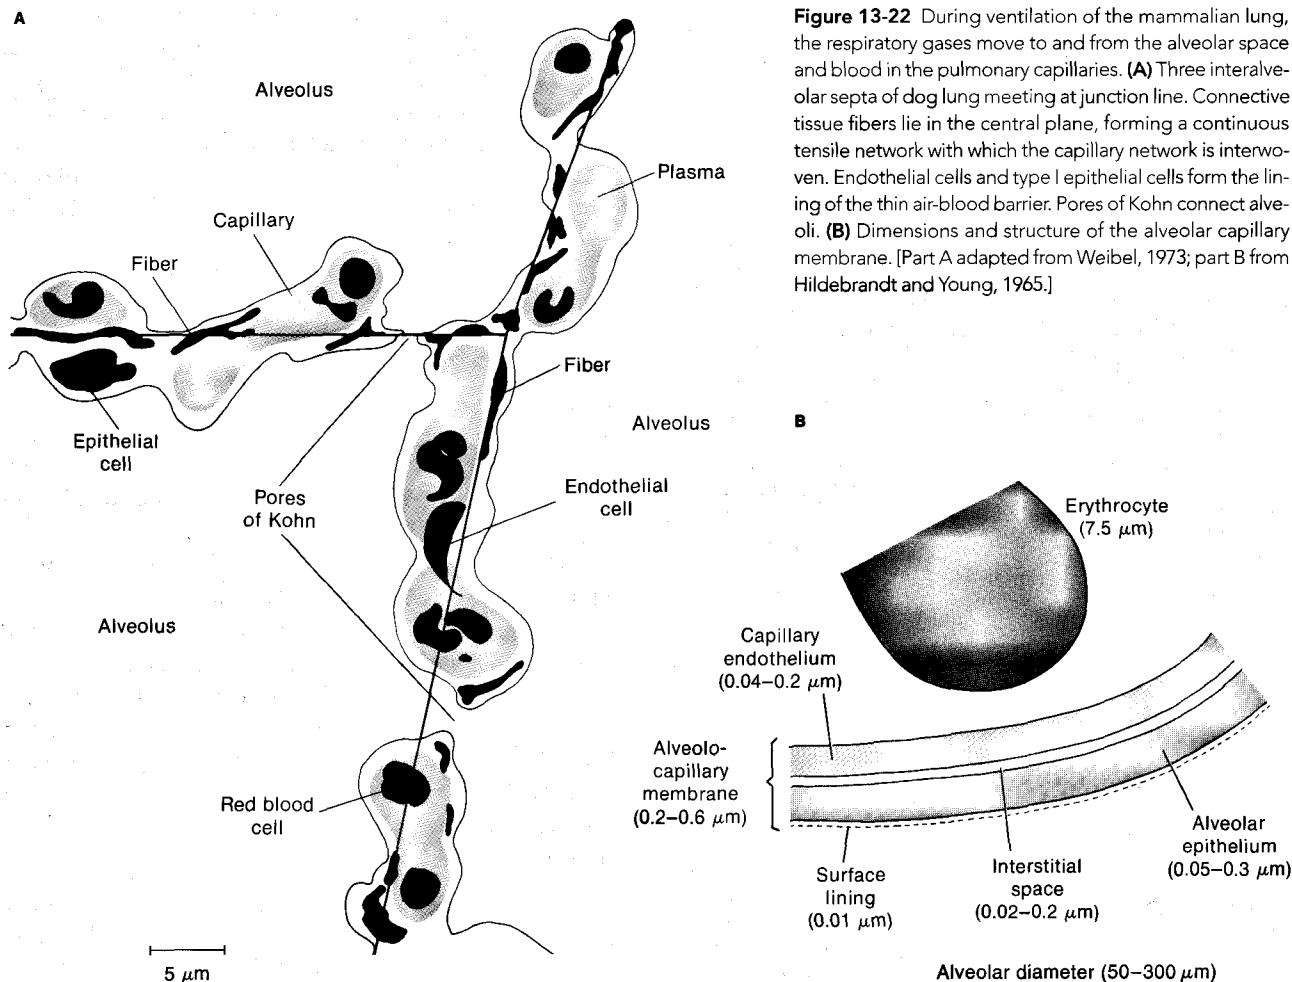 A
Figure 13-22 During ventilation of the mammalian lung,
the respiratory gases move to and from the alveolar space
and blood in the pulmonary capillaries. (A) Three interalve-
olar septa of dog lung meeting at junction line. Connective
tissue fibers lie in the central plane, forming a continuous
tensile network with which the capillary network is interwo-
ven. Endothelial cells and type I epithelial cells form the lin-
ing of the thin air-blood barrier. Pores of Kohn connect alve-
oli. (B) Dimensions and structure of the alveolar capillary
membrane. [Part A adapted from Weibel, 1973; part B from
Hildebrandt and Young, 1965.]
Alveolus
Plasma
Capillary
Fiber
Fiber
Alveolus
Epithelial
cell
Pores
of Kohn
Endothelial
cell
Alveolus
Red blood
cell
5 μm
B
Erythrocyte
(7.5 μm)
Capillary
endothelium
(0.04–0.2 μm)
Alveolo-
capillary
membrane
(0.2–0.6 μm)
Surface
lining
(0.01 μm)
Interstitial
space
(0.02–0.2 μm)
Alveolar
epithelium
(0.05–0.3 μm)
Alveolar diameter (50–300 μm)